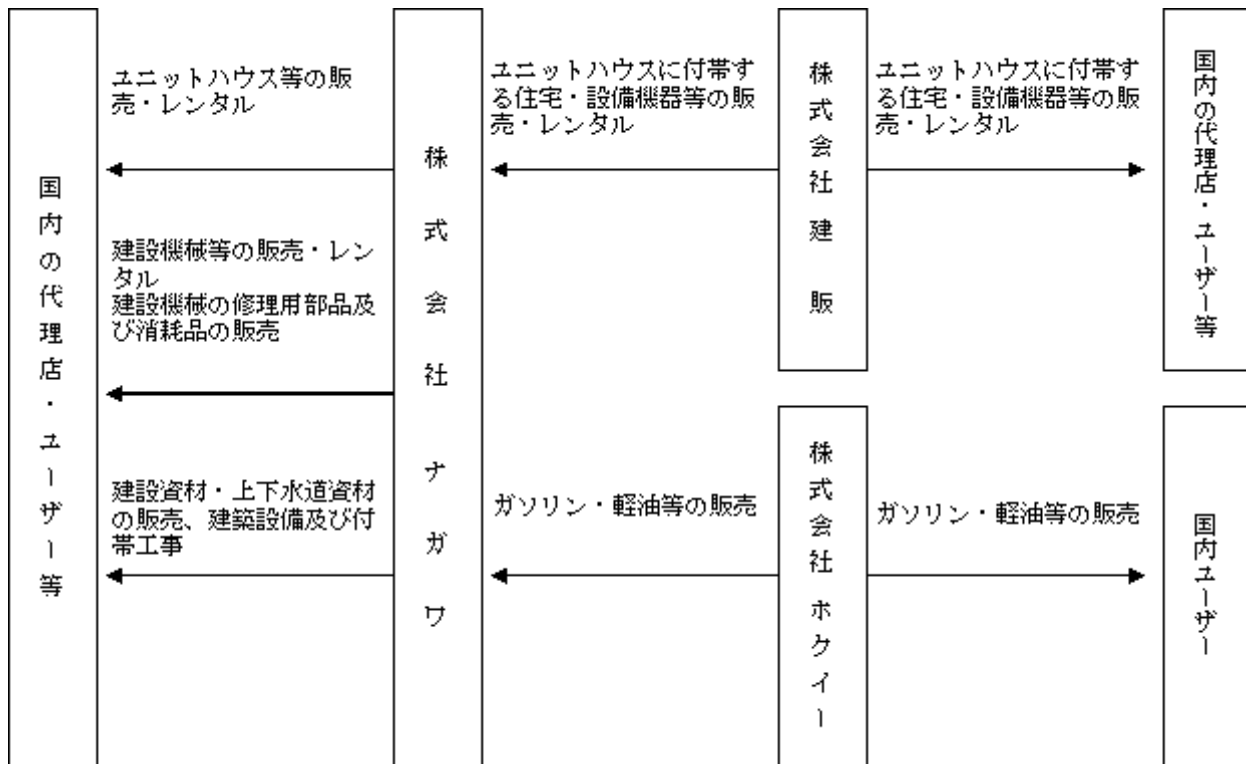 国内の代理店・ユーザー等
ユニットハウス等の販
売・レンタル
建設機械等の販売・レン
タル
建設機械の修理用部品及
び消耗品の販売
建設資材・上下水道資材
の販売、建築設備及び付
帯工事
株式会社ナガワ
ユニットハウスに付帯す
る住宅・設備機器等の販
売・レンタル
ガソリン・軽油等の販売
株式会社建販
株式会社ホクイー
ユニットハウスに付帯す
る住宅・設備機器等の販
売・レンタル
ガソリン・軽油等の販売
国内の代理店・ユーザー等
国内ユーザー